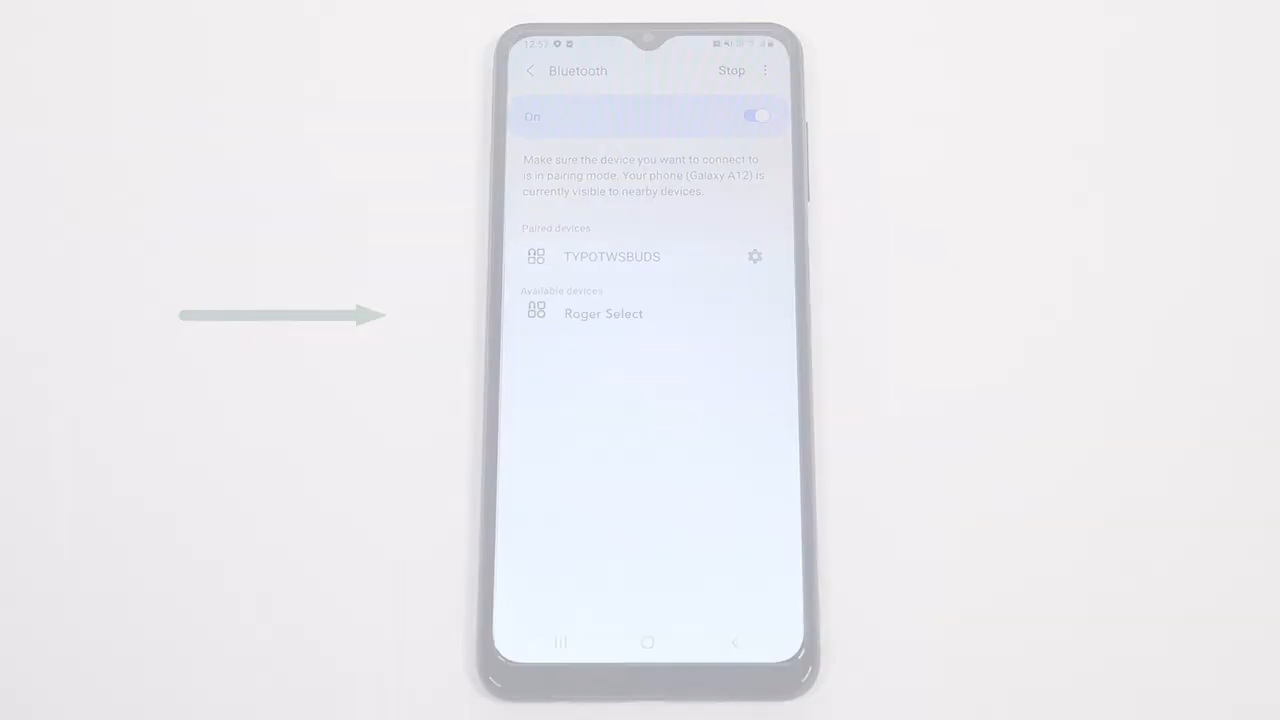 12:57
Bluetooth
Stop
On
Make sure the device you want to connect to
is in pairing mode. Your phone (Galaxy A12) is
currently visible to nearby devices.
Paired devices
TYPOTWSBUDS
Available devices
Roger Select